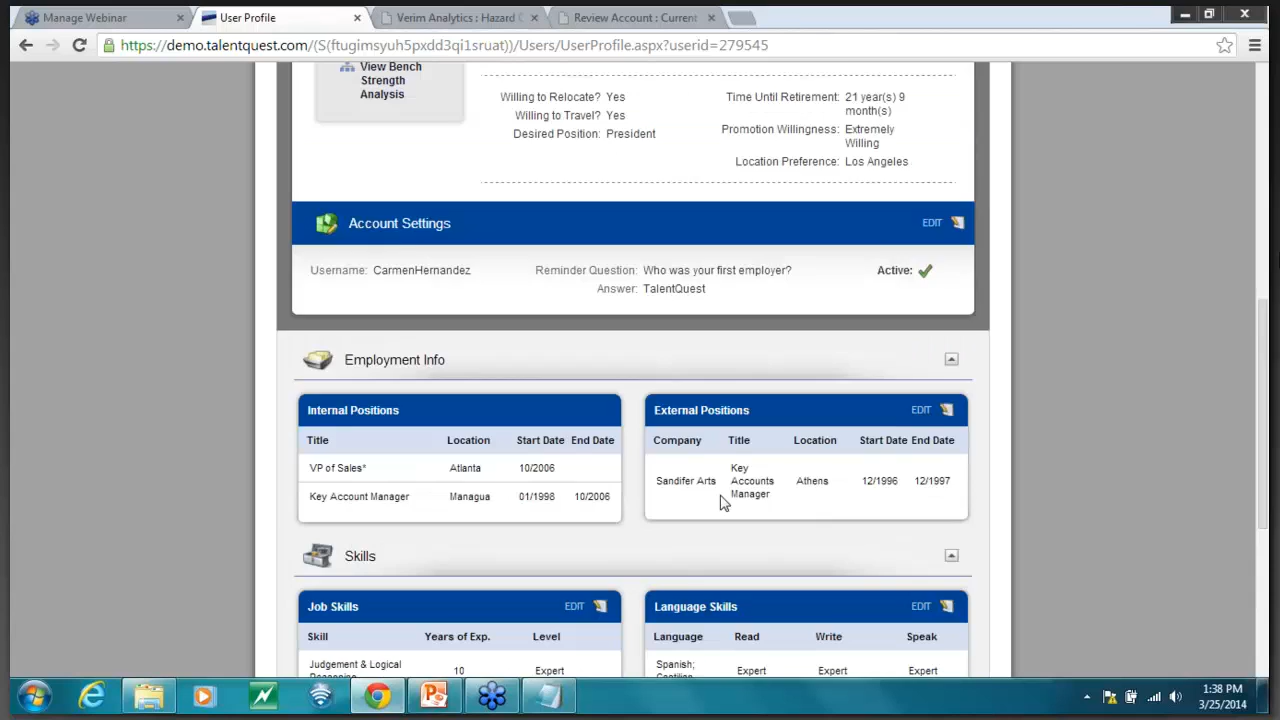 Manage Webinar
User Profile
Verim Analytics : Hazard
Review Account : Current
https://demo.talentquest.com/(S(ftugimsyuh5pxdd3qi1sruat))/Users/UserProfile.aspx?userid=279545
View Bench
Strength
Analysis
Willing to Relocate? Yes
Willing to Travel? Yes
Desired Position: President
Time Until Retirement: 21 year(s) 9
month(s)
Promotion Willingness: Extremely
Willing
Location Preference: Los Angeles
Account Settings EDIT
Username: CarmenHernandez Reminder Question: Who was your first employer? Active:
Answer: TalentQuest
Employment Info
Internal Positions
Title Location Start Date End Date
VP of Sales* Atlanta 10/2006
Key Account Manager Managua 01/1998 10/2006
External Positions EDIT
Company Title Location Start Date End Date
Sandifer Arts Key Accounts Manager Athens 12/1996 12/1997
Skills
Job Skills EDIT
Skill Years of Exp. Level
Judgement & Logical
10 Expert
Language Skills EDIT
Language Read Write Speak
Spanish;
Expert Expert Expert
1:38 PM
3/25/2014